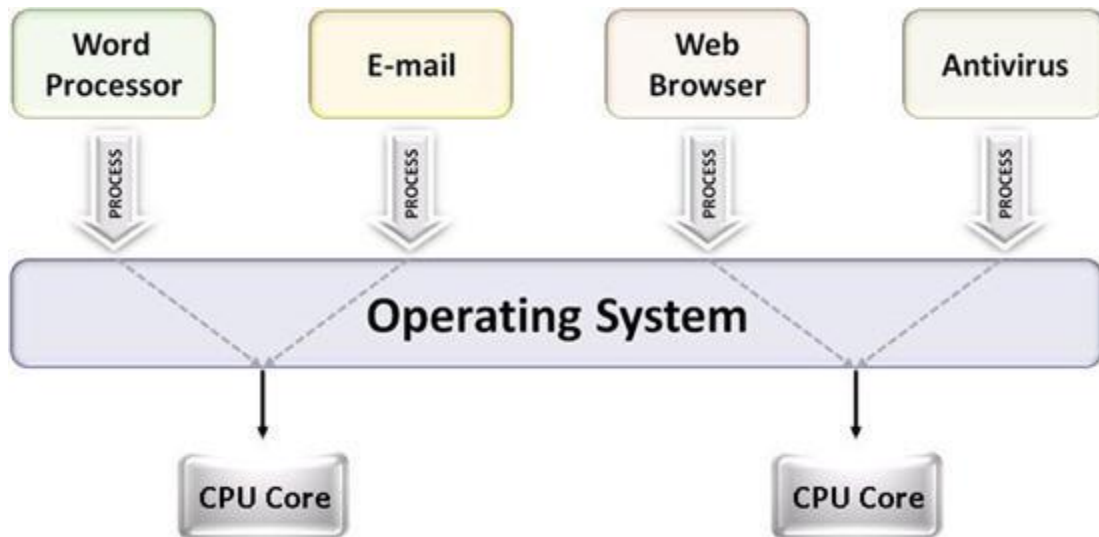 Word
Processor
E-mail
Web
Browser
Antivirus
PROCESS
PROCESS
PROCESS
PROCESS
Operating System
CPU Core
CPU Core